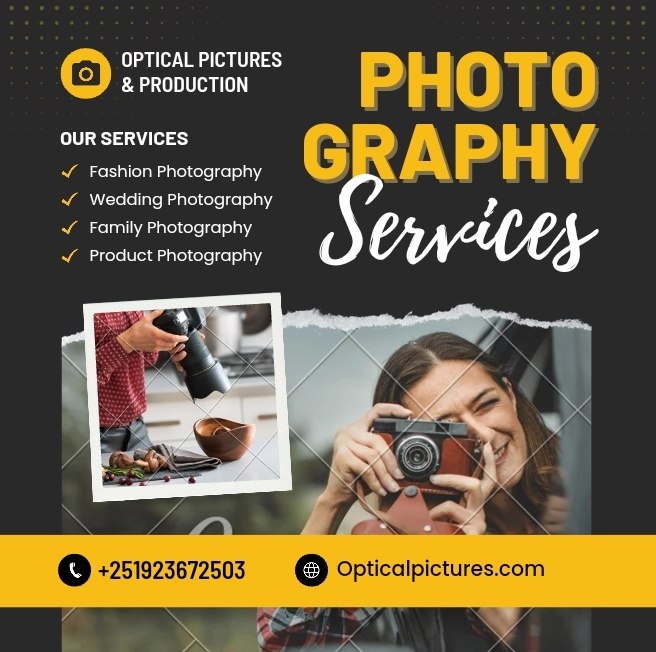 OPTICAL PICTURES
& PRODUCTION
PHOTO
GRAPHY
Services
OUR SERVICES
Fashion Photography
Wedding Photography
Family Photography
Product Photography
+251923672503
Opticalpictures.com